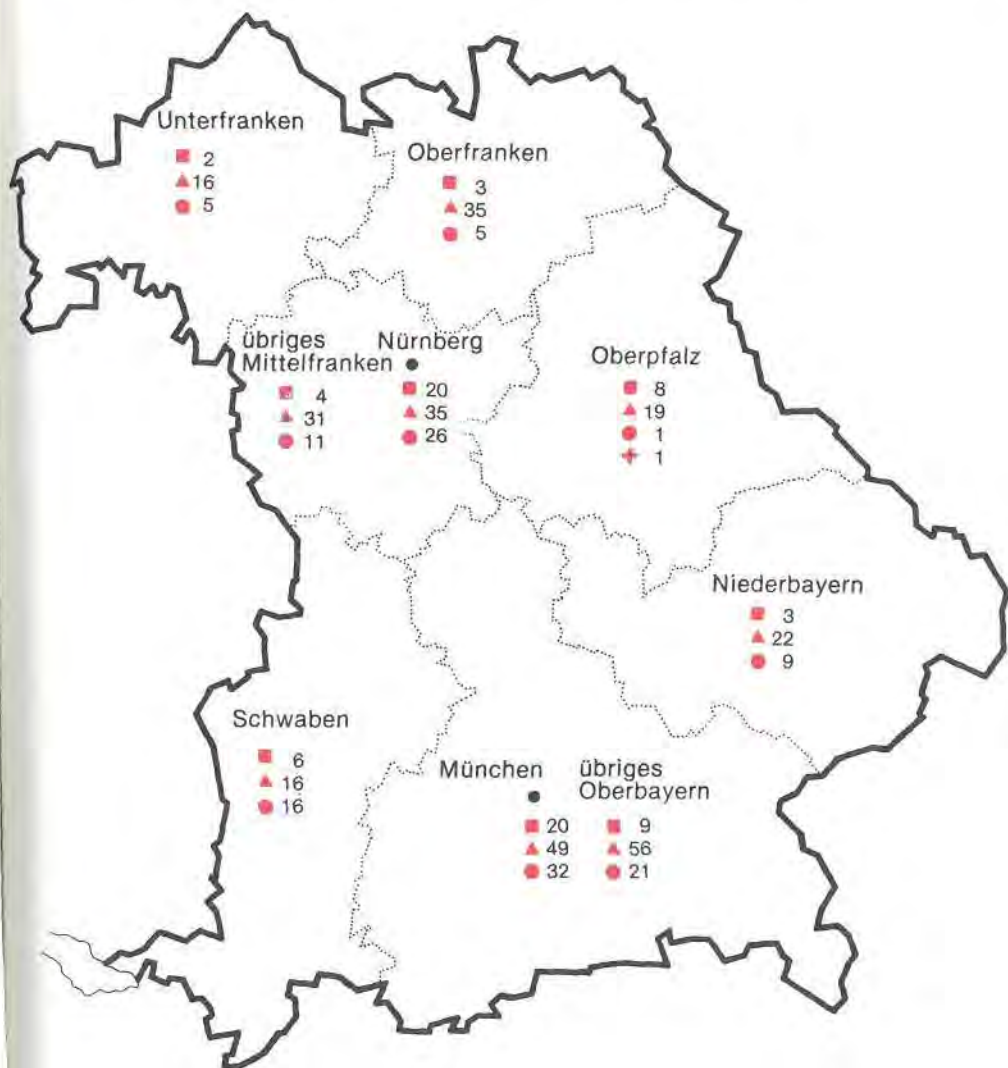 Unterfranken
2
16
5
Oberfranken
3
35
5
übriges
Mittelfranken
4
31
11
Nürnberg
20
35
26
Oberpfalz
8
19
1
1
Niederbayern
3
22
9
Schwaben
6
16
16
München
20
49
32
übriges
Oberbayern
9
56
21